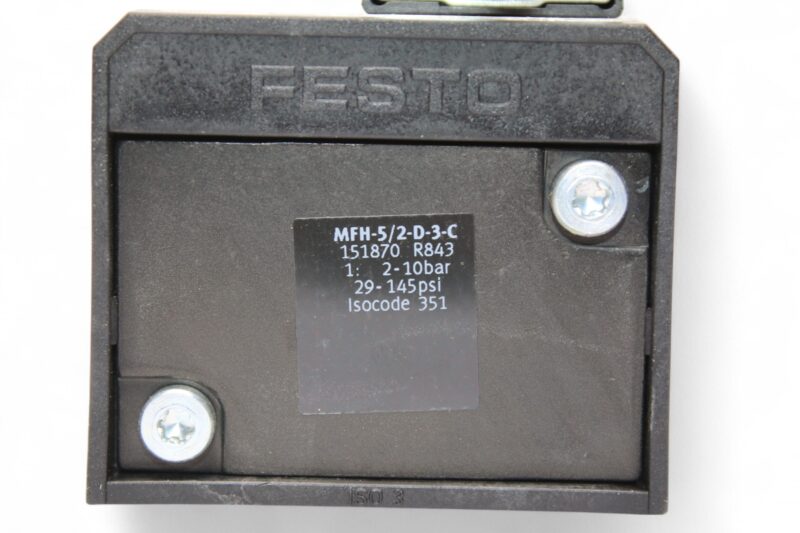 FESTO
MFH-5/2-D-3-C
151870 R843
1: 2-10bar
29-145psi
Isocode 351
ISO 3